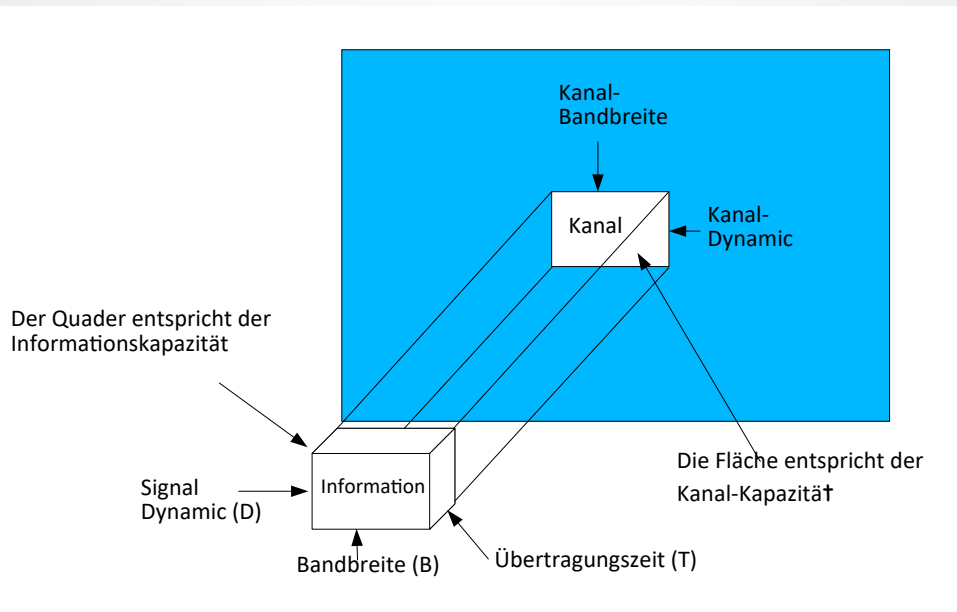 Kanal-
Bandbreite
Kanal
Kanal-
Dynamic
Der Quader entspricht der
Informationskapazität
Signal
Dynamic (D)
Information
Die Fläche entspricht der
Kanal-Kapazität
Bandbreite (B)
Übertragungszeit (T)